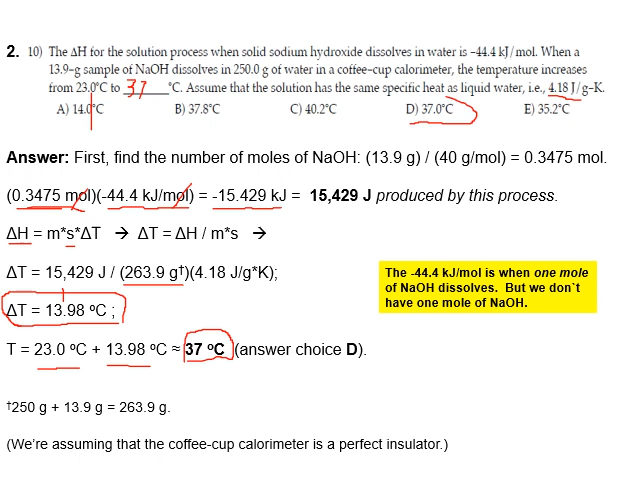 2. 10) The ΔH for the solution process when solid sodium hydroxide dissolves in water is -44.4 kJ/mol. When a
13.9-g sample of NaOH dissolves in 250.0 g of water in a coffee-cup calorimeter, the temperature increases
from 23.0°C to 37 °C. Assume that the solution has the same specific heat as liquid water, i.e., 4.18 J/g-K.
A) 14.0°C B) 37.8°C C) 40.2°C D) 37.0°C E) 35.2°C
Answer: First, find the number of moles of NaOH: (13.9 g) / (40 g/mol) = 0.3475 mol.
(0.3475 mol)(-44.4 kJ/mol) = -15.429 kJ = 15,429 J produced by this process.
ΔH = m*s*ΔT → ΔT = ΔH / m*s →
ΔT = 15,429 J / (263.9 g†)(4.18 J/g*K);
The -44.4 kJ/mol is when one mole
of NaOH dissolves. But we don`t
have one mole of NaOH.
ΔT = 13.98 ºC ;
T = 23.0 ºC + 13.98 ºC ≈ 37 ºC (answer choice D).
†250 g + 13.9 g = 263.9 g.
(We're assuming that the coffee-cup calorimeter is a perfect insulator.)